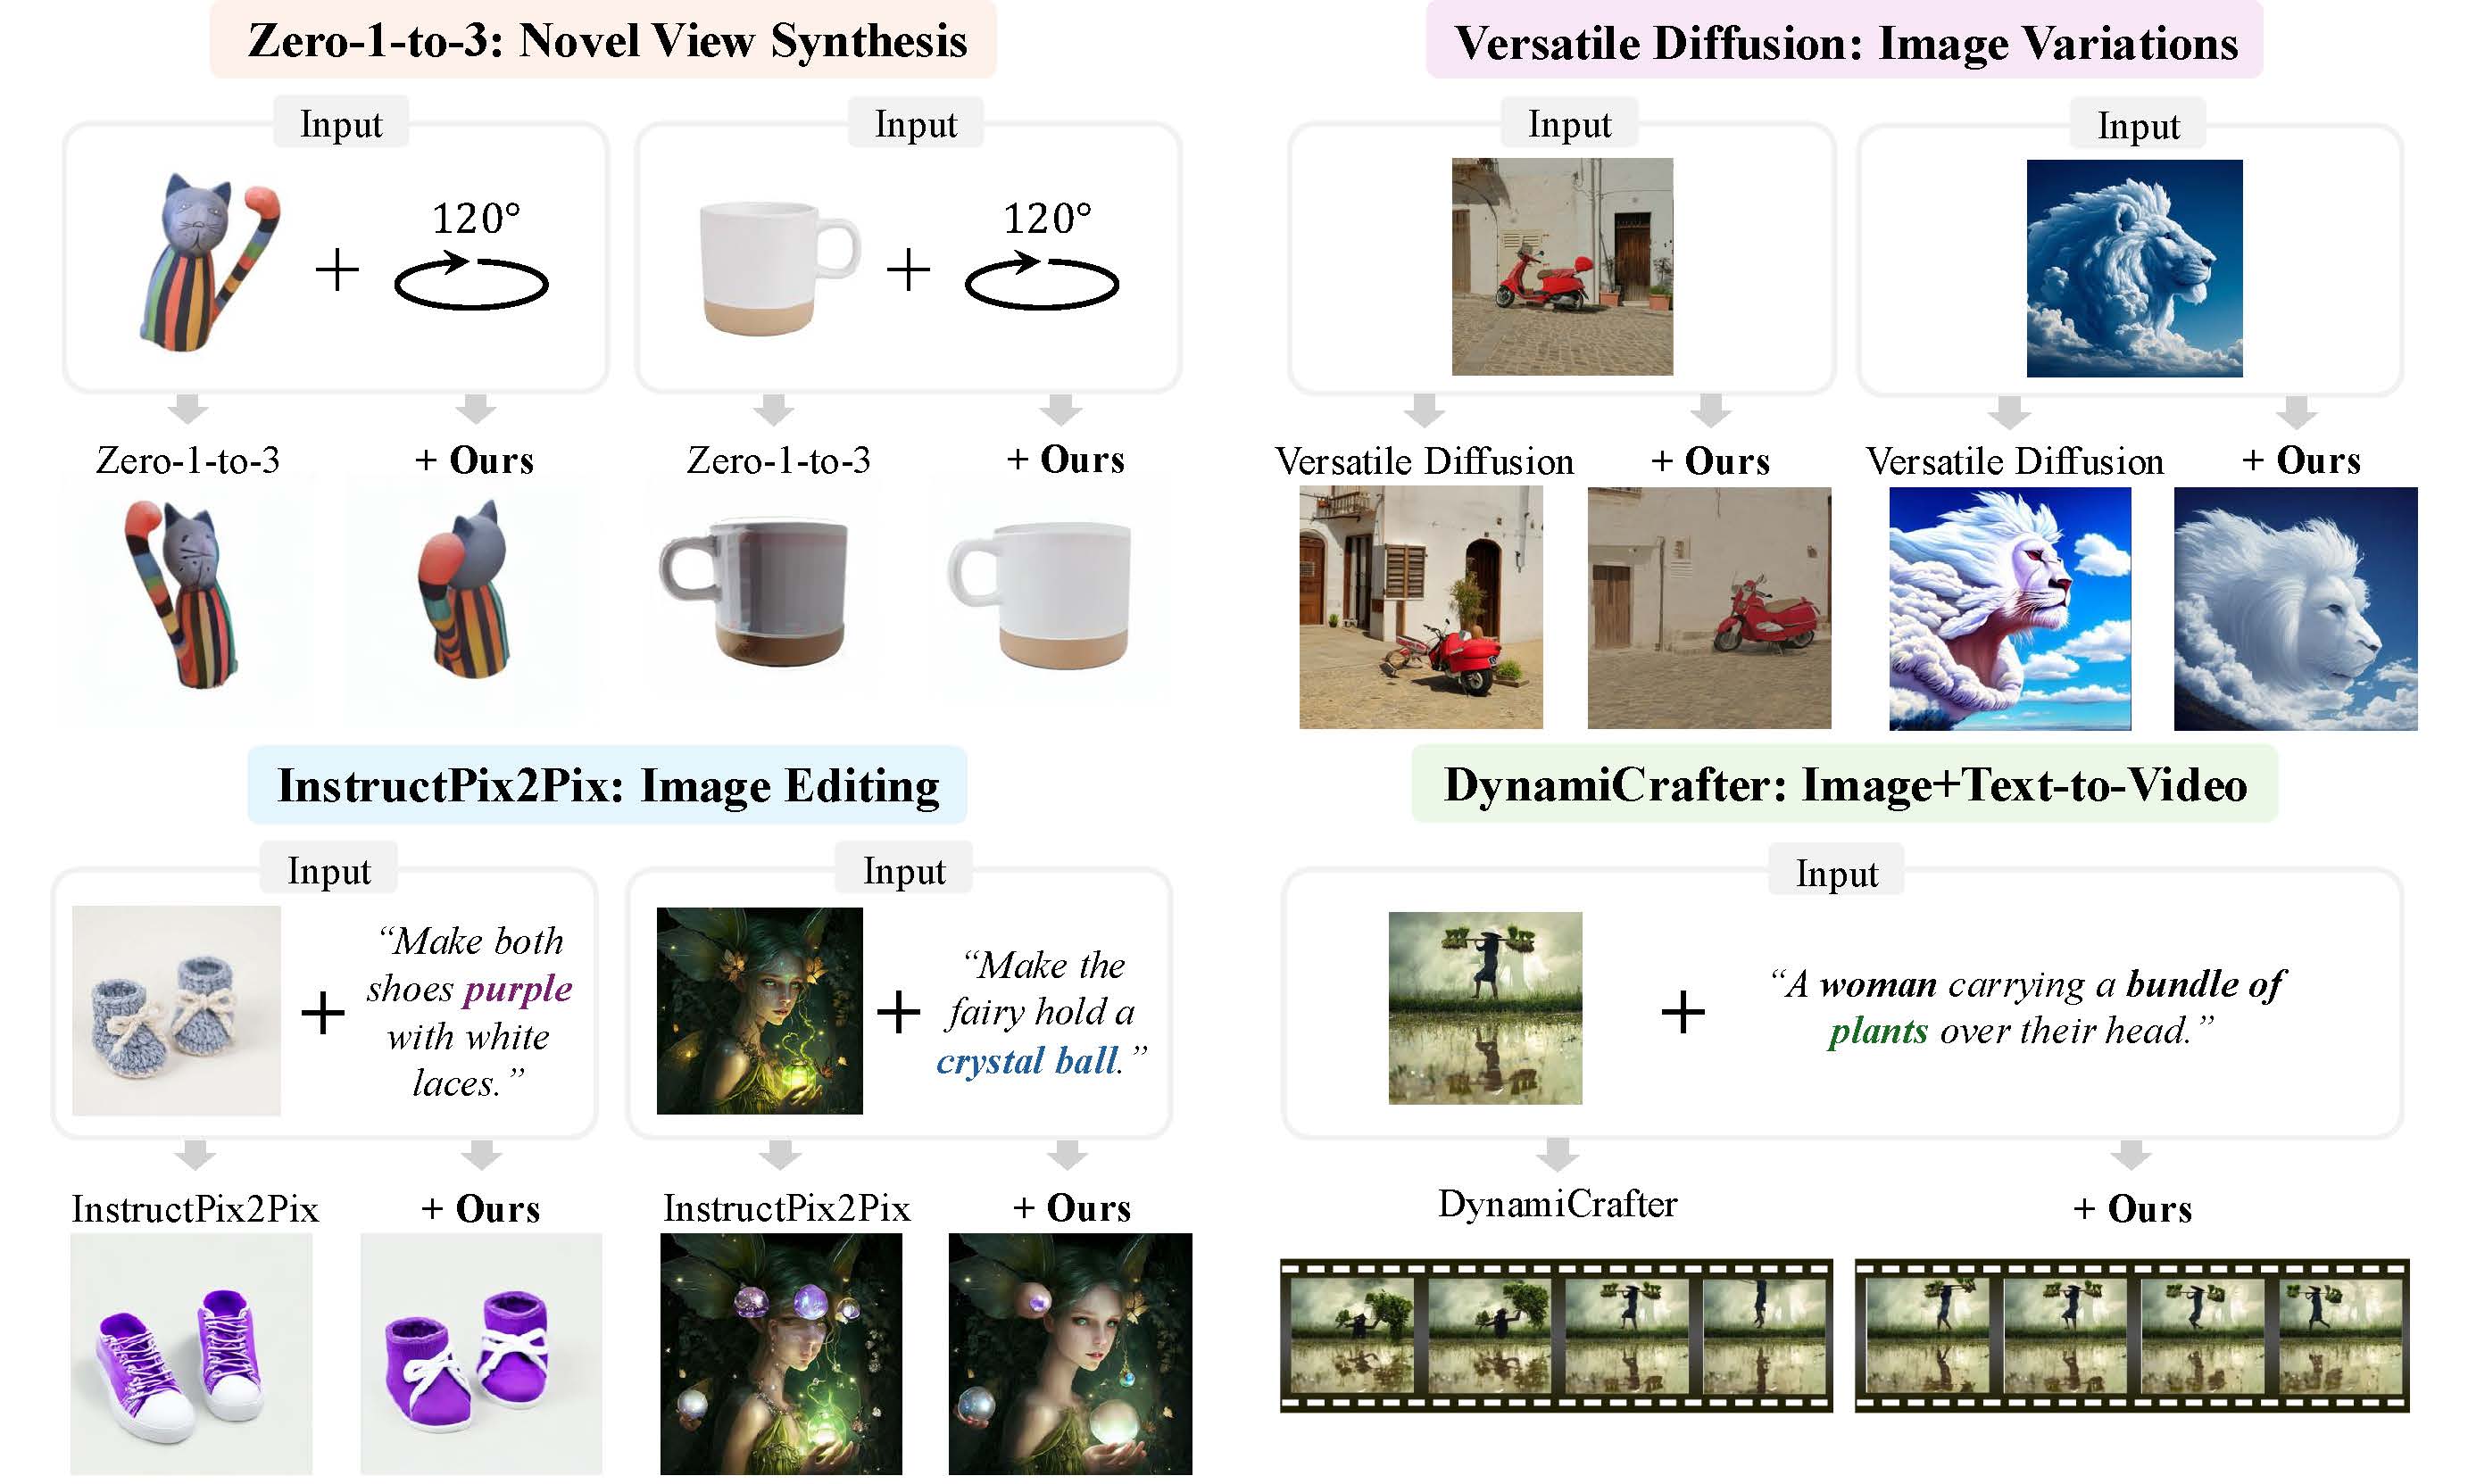 Zero-1-to-3: Novel View Synthesis
Input
120°
+
Input
120°
+
Zero-1-to-3
+ Ours
Zero-1-to-3
+ Ours
Versatile Diffusion: Image Variations
Input
Input
Versatile Diffusion
+ Ours
Versatile Diffusion
+ Ours
InstructPix2Pix: Image Editing
Input
+
“Make both
shoes purple
with white
laces.”
Input
+
“Make the
fairy hold a
crystal ball.”
InstructPix2Pix
+ Ours
InstructPix2Pix
+ Ours
DynamiCrafter: Image+Text-to-Video
Input
+
“A woman carrying a bundle of
plants over their head.”
DynamiCrafter
+ Ours